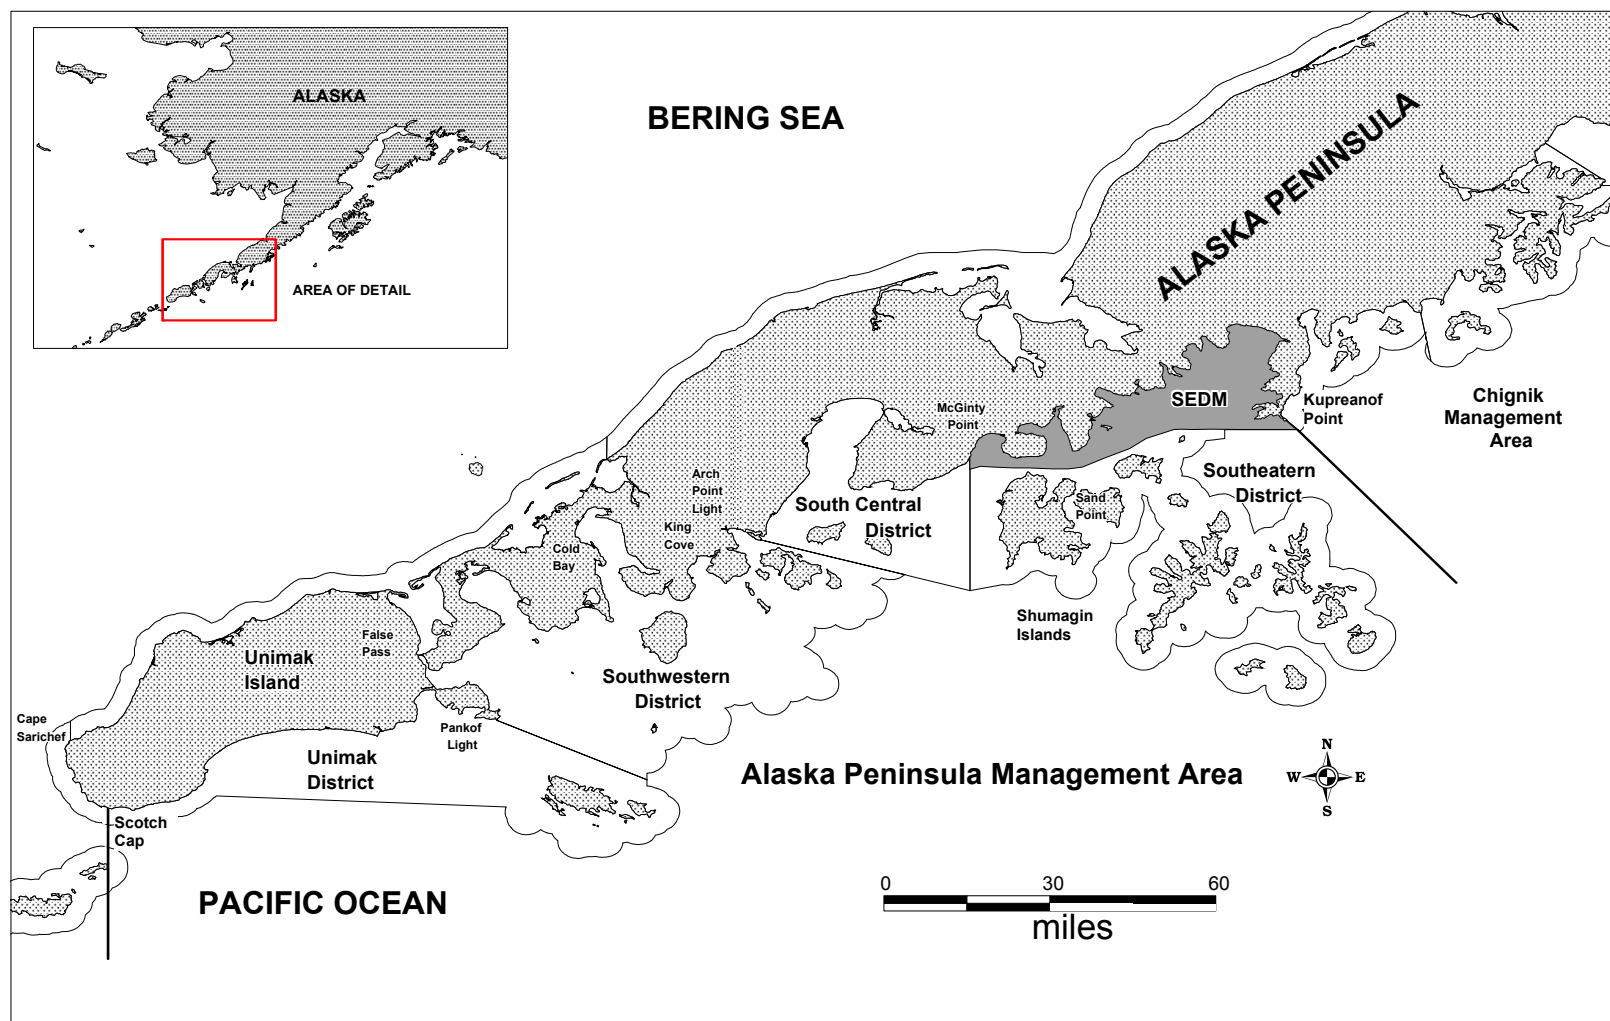 ALASKA
AREA OF DETAIL
BERING SEA
ALASKA PENINSULA
McGinty
Point
SEDM
Kupreanof
Point
Chignik
Management
Area
Arch
Point
Light
King
Cove
Cold
Bay
South Central
District
Sand
Point
Southeatern
District
Shumagin
Islands
False
Pass
Unimak
Island
Southwestern
District
Cape
Sarichef
Pankof
Light
Unimak
District
Alaska Peninsula Management Area
N
W
E
S
Scotch
Cap
PACIFIC OCEAN
0 30 60
miles